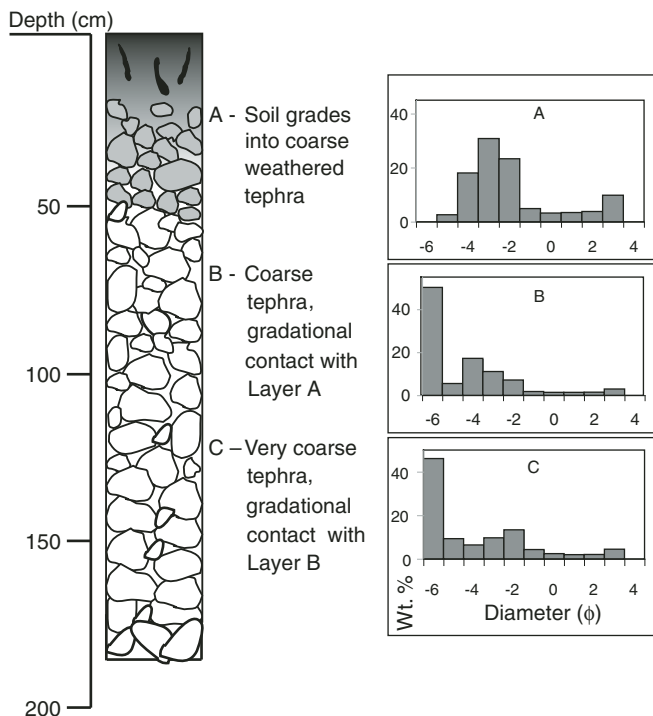 Depth (cm)
50
100
150
200
A - Soil grades
into coarse
weathered
tephra
B - Coarse
tephra,
gradational
contact with
Layer A
C – Very coarse
tephra,
gradational
contact with
Layer B
A
40
20
0
-6 -4 -2 0 2 4
B
40
20
0
-6 -4 -2 0 2 4
C
40
20
0
-6 -4 -2 0 2 4
Wt. %
Diameter (ϕ)